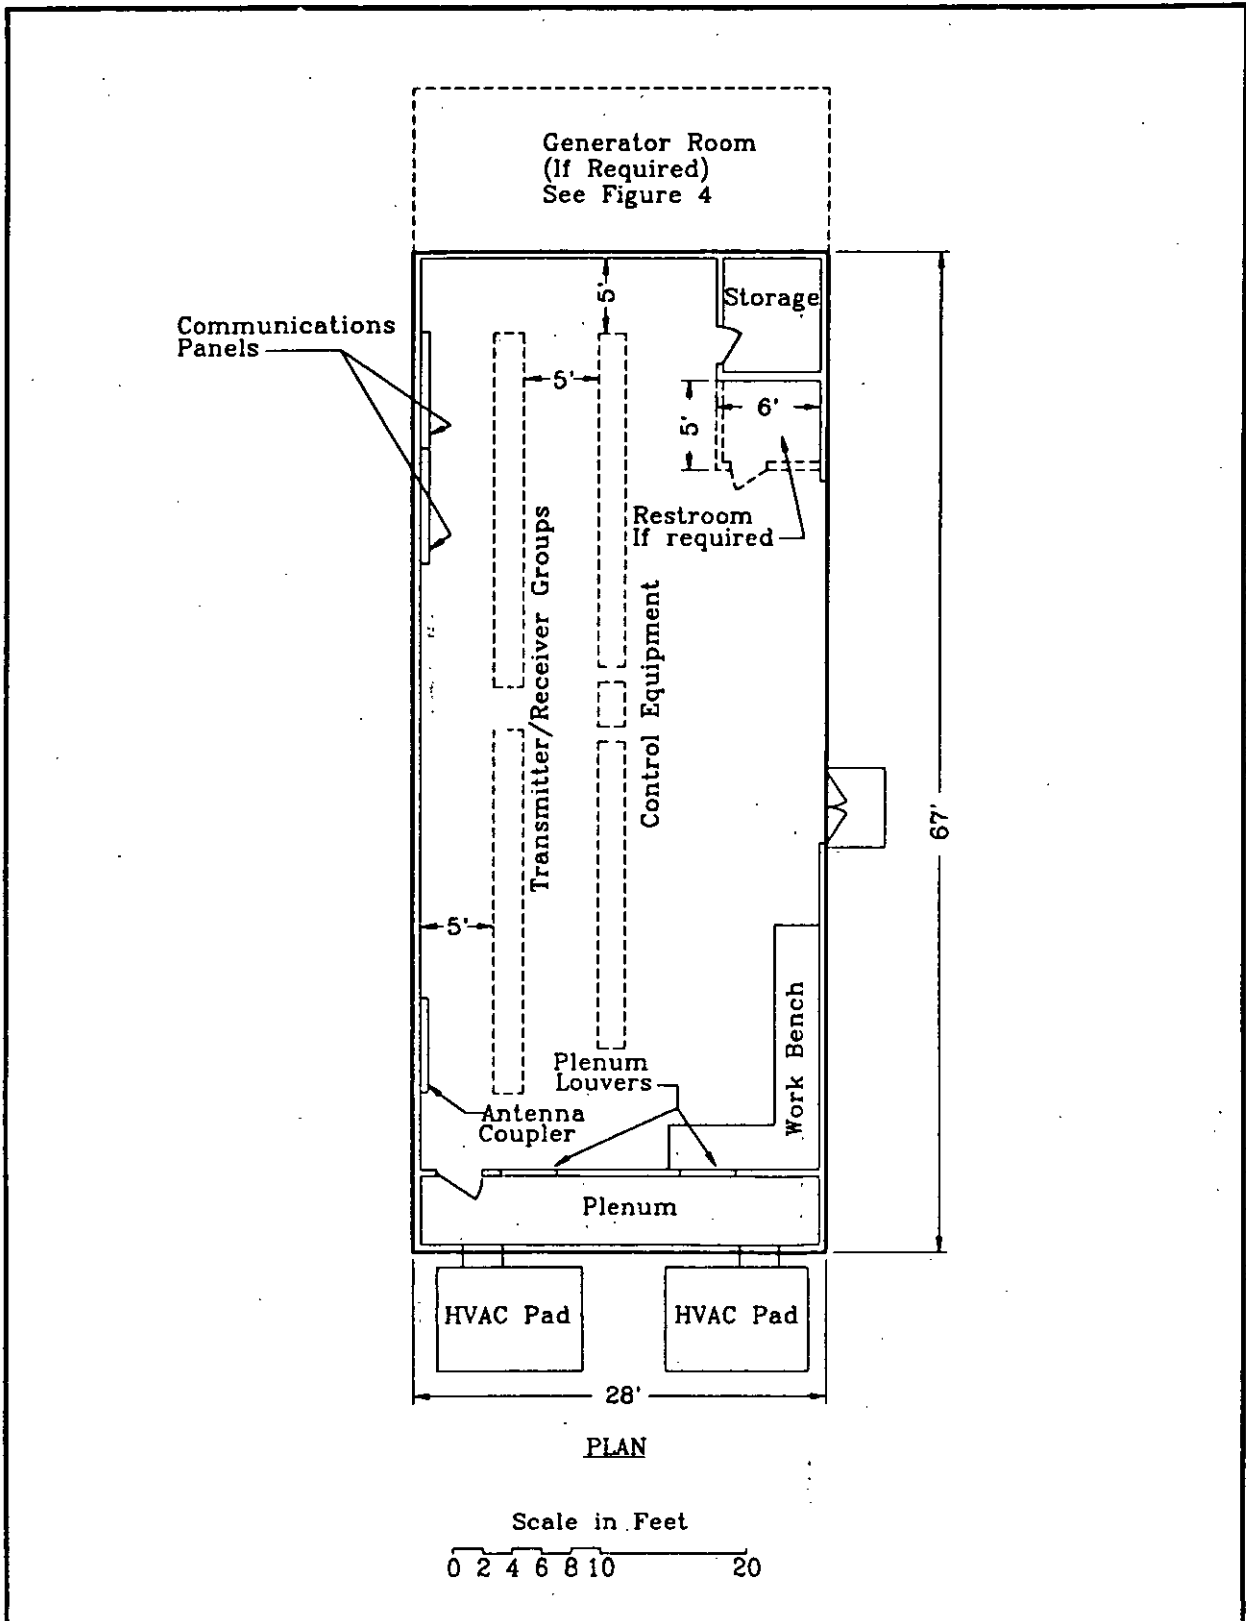 Generator Room
(If Required)
See Figure 4
Storage
5'
Communications
Panels
5'
6'
5'
Restroom
If required
Transmitter/Receiver Groups
Control Equipment
67'
5'
Work Bench
Plenum
Louvers
Antenna
Coupler
Plenum
HVAC Pad
HVAC Pad
28'
PLAN
Scale in Feet
0 2 4 6 8 10 20